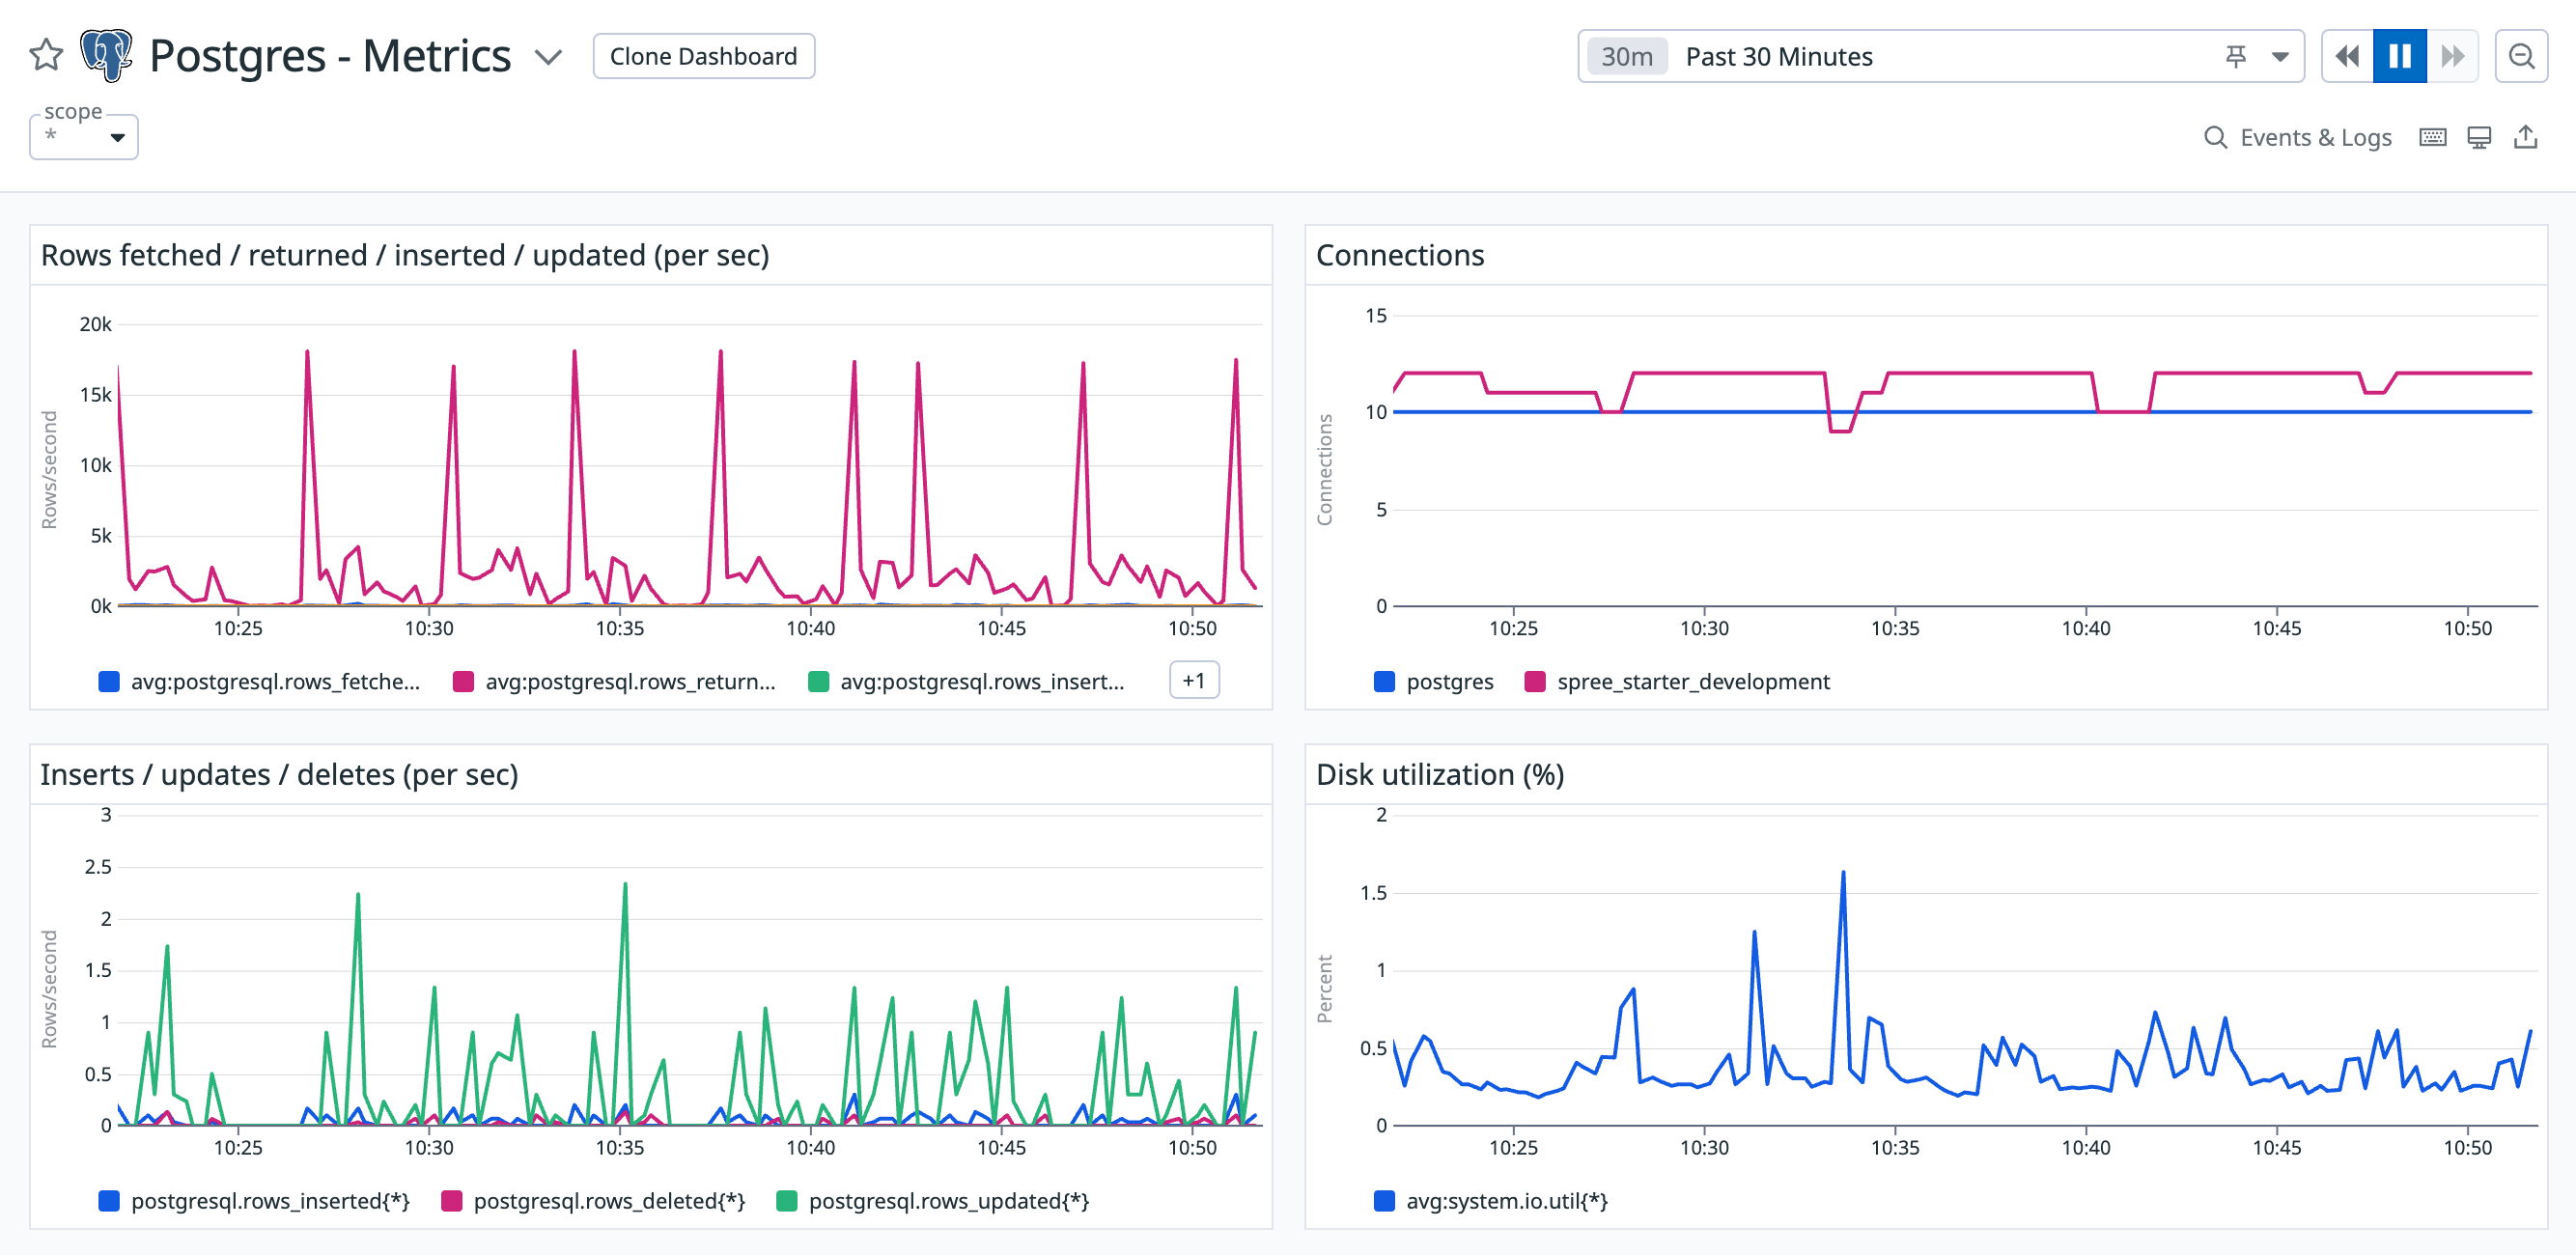 Postgres - Metrics
Clone Dashboard
30m Past 30 Minutes
scope
*
Events & Logs
Rows fetched / returned / inserted / updated (per sec)
Rows/second
20k
15k
10k
5k
0k
10:25 10:30 10:35 10:40 10:45 10:50
avg:postgresql.rows_fetche... avg:postgresql.rows_return... avg:postgresql.rows_insert... +1
Connections
Connections
15
10
5
0
10:25 10:30 10:35 10:40 10:45 10:50
postgres spree_starter_development
Inserts / updates / deletes (per sec)
Rows/second
3
2.5
2
1.5
1
0.5
0
10:25 10:30 10:35 10:40 10:45 10:50
postgresql.rows_inserted{*} postgresql.rows_deleted{*} postgresql.rows_updated{*}
Disk utilization (%)
Percent
2
1.5
1
0.5
0
10:25 10:30 10:35 10:40 10:45 10:50
avg:system.io.util{*}